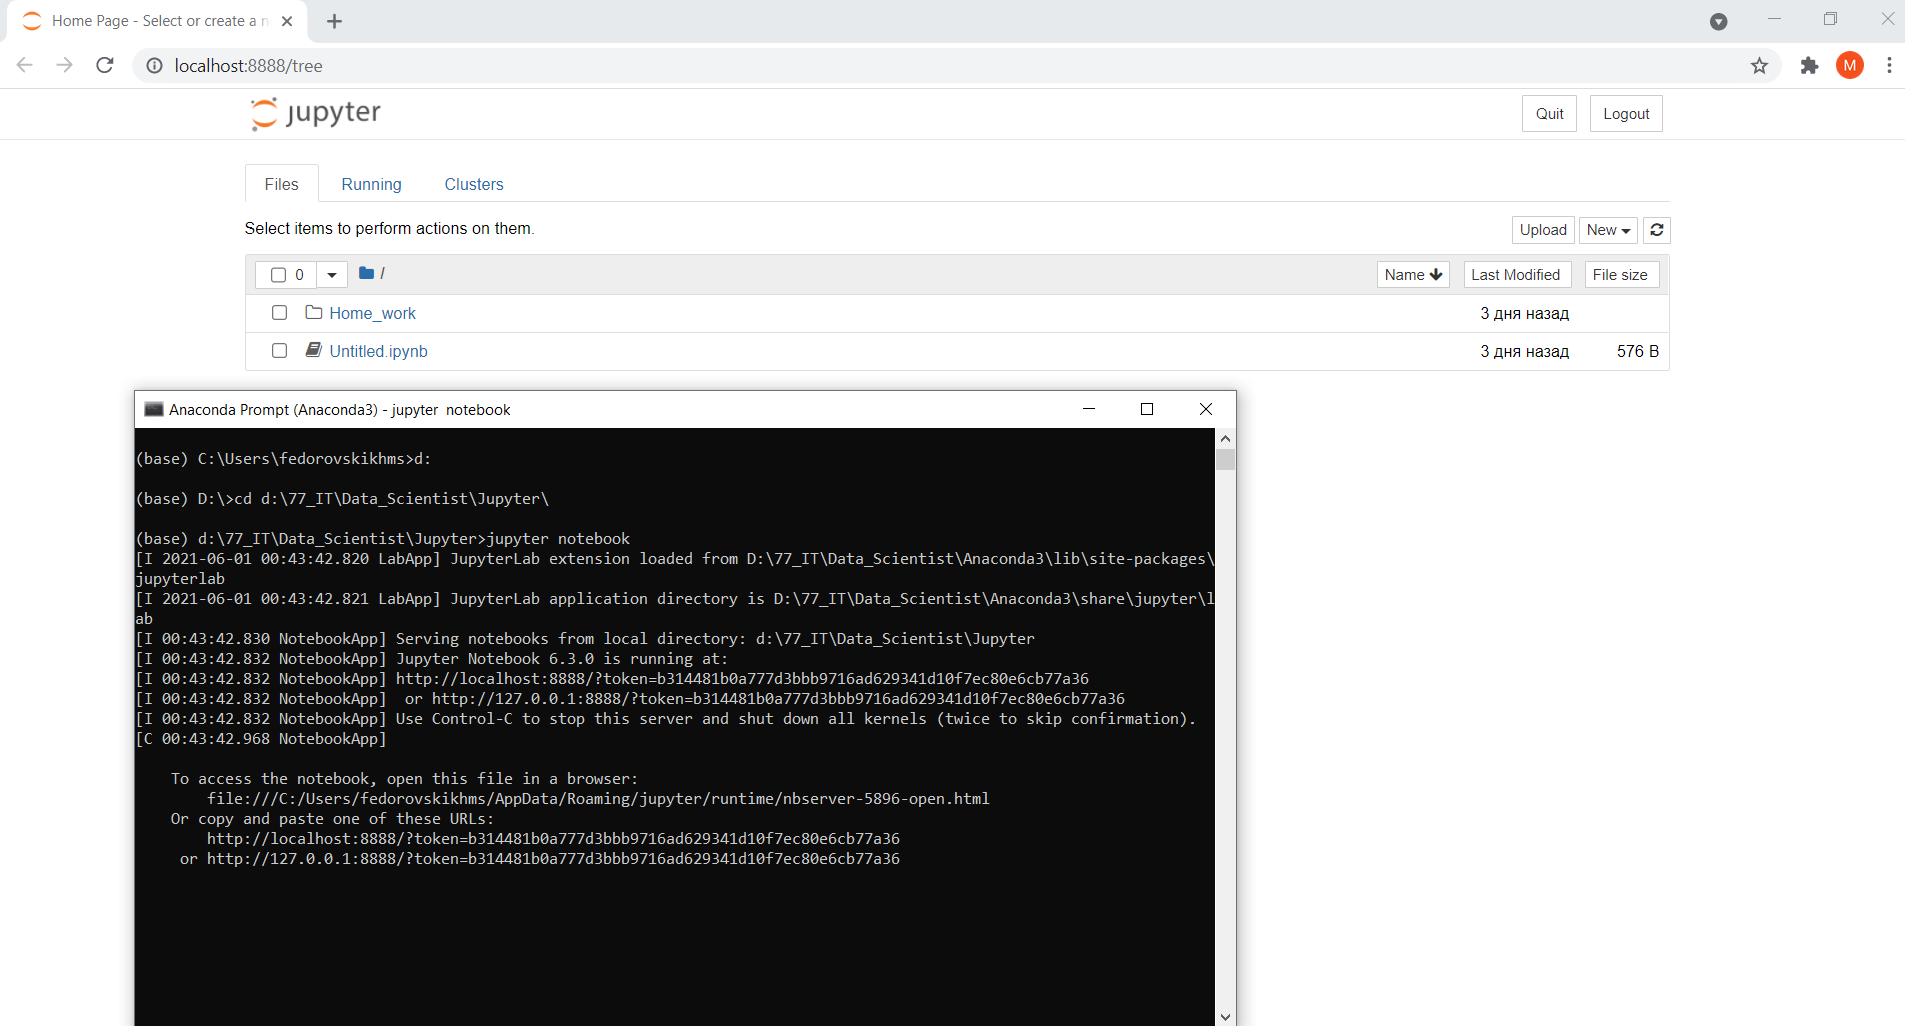 Home Page - Select or create a n
localhost:8888/tree
M
jupyter
Quit
Logout
Files
Running
Clusters
Select items to perform actions on them.
Upload
New
0
/
Name
Last Modified
File size
Home_work
3 дня назад
Untitled.ipynb
3 дня назад
576 B
Anaconda Prompt (Anaconda3) - jupyter  notebook
(base) C:\Users\fedorovskikhms>d:
(base) D:\>cd d:\77_IT\Data_Scientist\Jupyter\
(base) d:\77_IT\Data_Scientist\Jupyter>jupyter notebook
[I 2021-06-01 00:43:42.820 LabApp] JupyterLab extension loaded from D:\77_IT\Data_Scientist\Anaconda3\lib\site-packages\
jupyterlab
[I 2021-06-01 00:43:42.821 LabApp] JupyterLab application directory is D:\77_IT\Data_Scientist\Anaconda3\share\jupyter\l
ab
[I 00:43:42.830 NotebookApp] Serving notebooks from local directory: d:\77_IT\Data_Scientist\Jupyter
[I 00:43:42.832 NotebookApp] Jupyter Notebook 6.3.0 is running at:
[I 00:43:42.832 NotebookApp] http://localhost:8888/?token=b314481b0a777d3bbb9716ad629341d10f7ec80e6cb77a36
[I 00:43:42.832 NotebookApp]  or http://127.0.0.1:8888/?token=b314481b0a777d3bbb9716ad629341d10f7ec80e6cb77a36
[I 00:43:42.832 NotebookApp] Use Control-C to stop this server and shut down all kernels (twice to skip confirmation).
[C 00:43:42.968 NotebookApp]
To access the notebook, open this file in a browser:
file:///C:/Users/fedorovskikhms/AppData/Roaming/jupyter/runtime/nbserver-5896-open.html
Or copy and paste one of these URLs:
http://localhost:8888/?token=b314481b0a777d3bbb9716ad629341d10f7ec80e6cb77a36
or http://127.0.0.1:8888/?token=b314481b0a777d3bbb9716ad629341d10f7ec80e6cb77a36